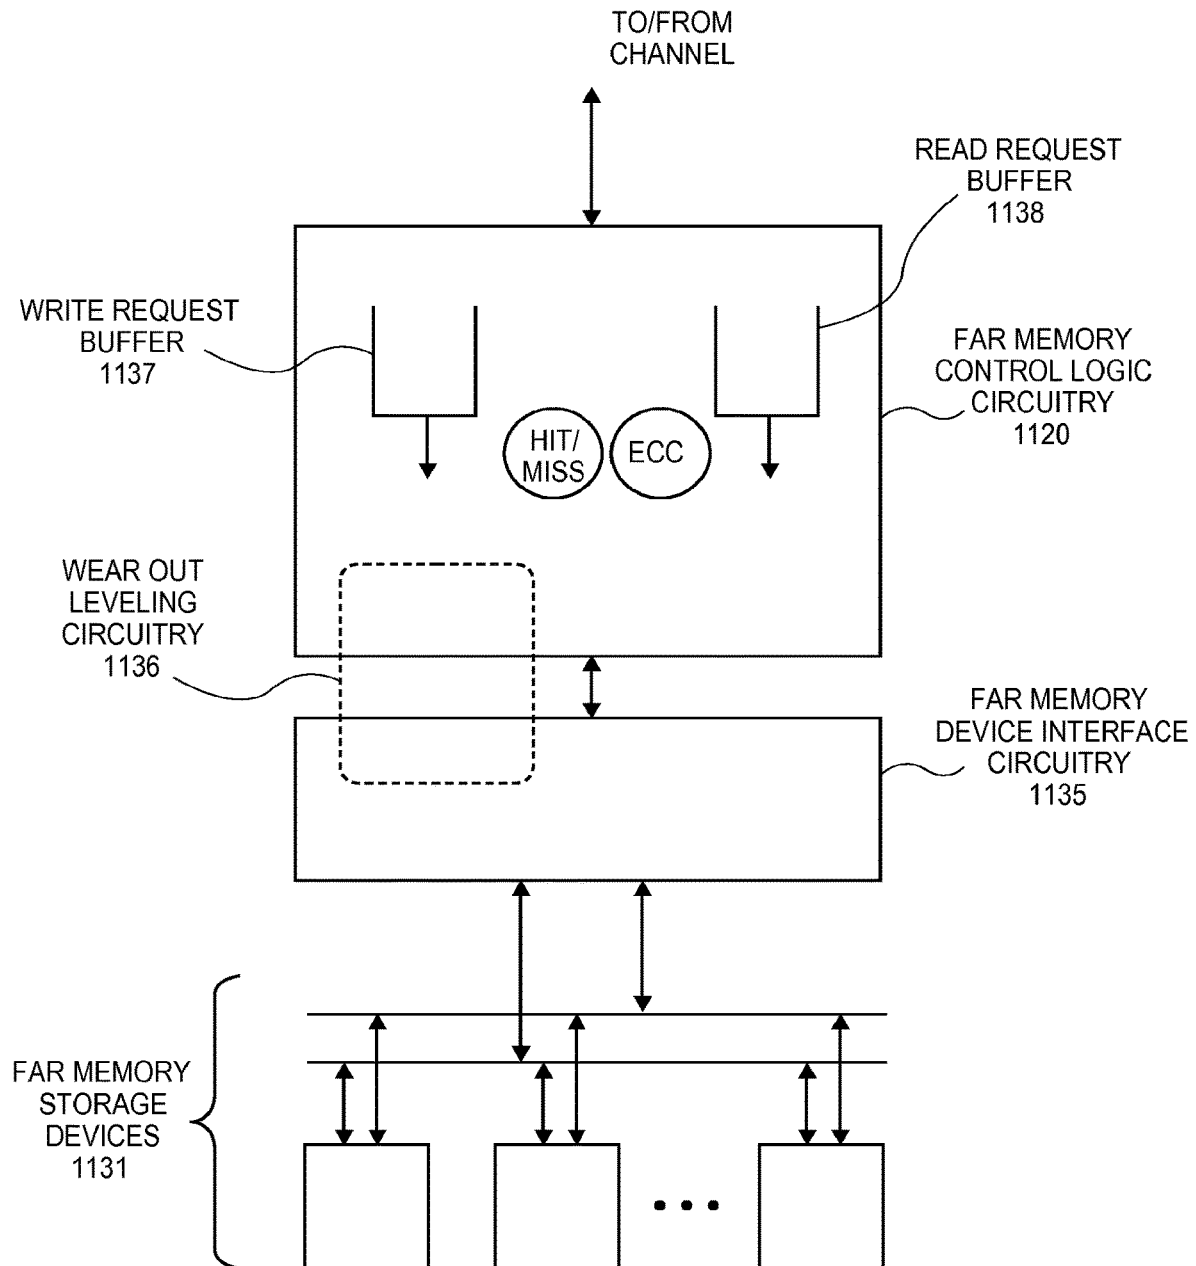 TO/FROM
CHANNEL
READ REQUEST
BUFFER
1138
WRITE REQUEST
BUFFER
1137
FAR MEMORY
CONTROL LOGIC
CIRCUITRY
1120
HIT/
MISS
ECC
WEAR OUT
LEVELING
CIRCUITRY
1136
FAR MEMORY
DEVICE INTERFACE
CIRCUITRY
1135
FAR MEMORY
STORAGE
DEVICES
1131